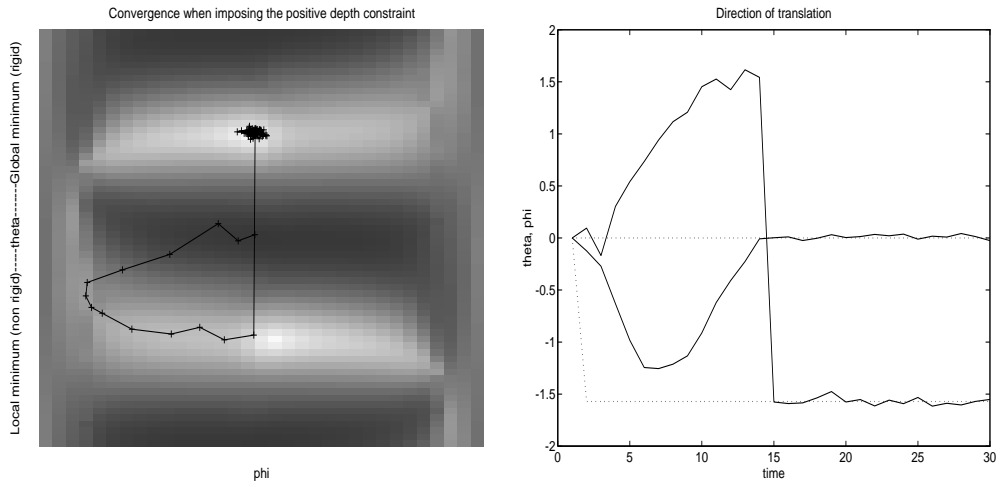 Convergence when imposing the positive depth constraint
Local minimum (non rigid)-----theta------Global minimum (rigid)
phi
Direction of translation
theta, phi
2
1.5
1
0.5
0
-0.5
-1
-1.5
-2
0
5
10
15
20
25
30
time